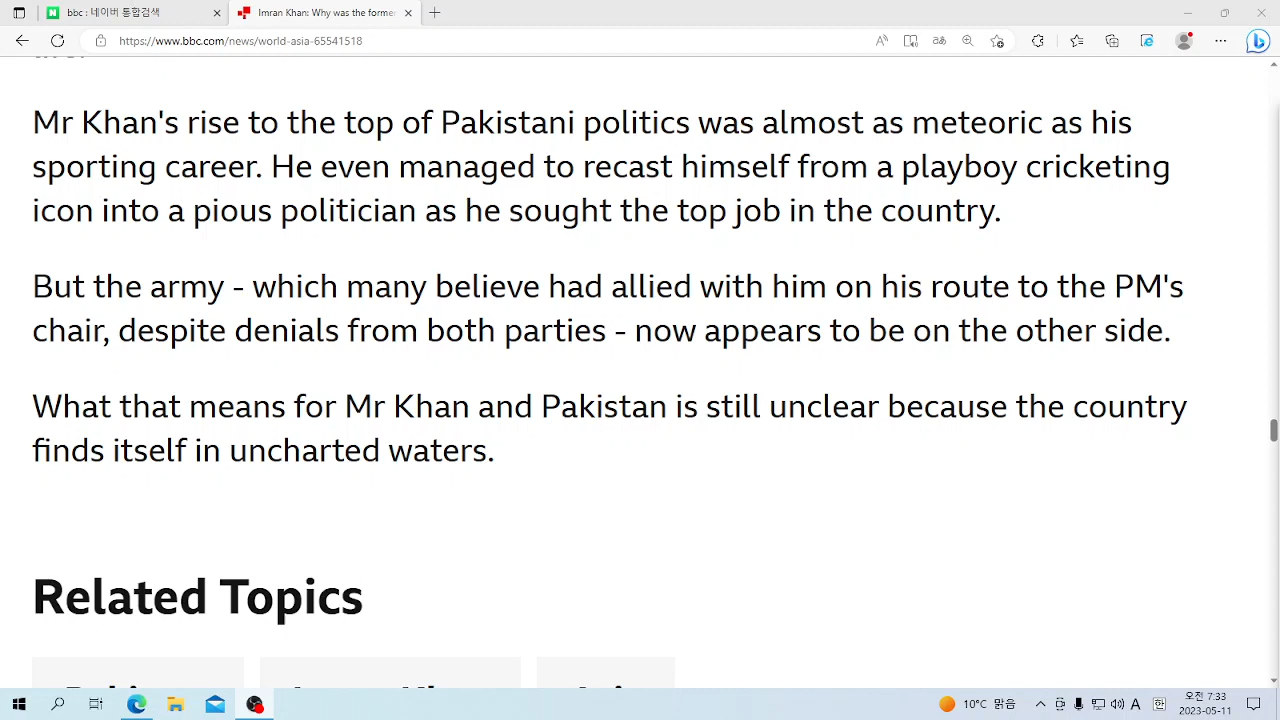 bbc : 네이버 통합검색
Imran Khan: Why was the former
https://www.bbc.com/news/world-asia-65541518
Mr Khan's rise to the top of Pakistani politics was almost as meteoric as his
sporting career. He even managed to recast himself from a playboy cricketing
icon into a pious politician as he sought the top job in the country.
But the army - which many believe had allied with him on his route to the PM's
chair, despite denials from both parties - now appears to be on the other side.
What that means for Mr Khan and Pakistan is still unclear because the country
finds itself in uncharted waters.
Related Topics
10°C 맑음
A
오전 7:33
2023-05-11